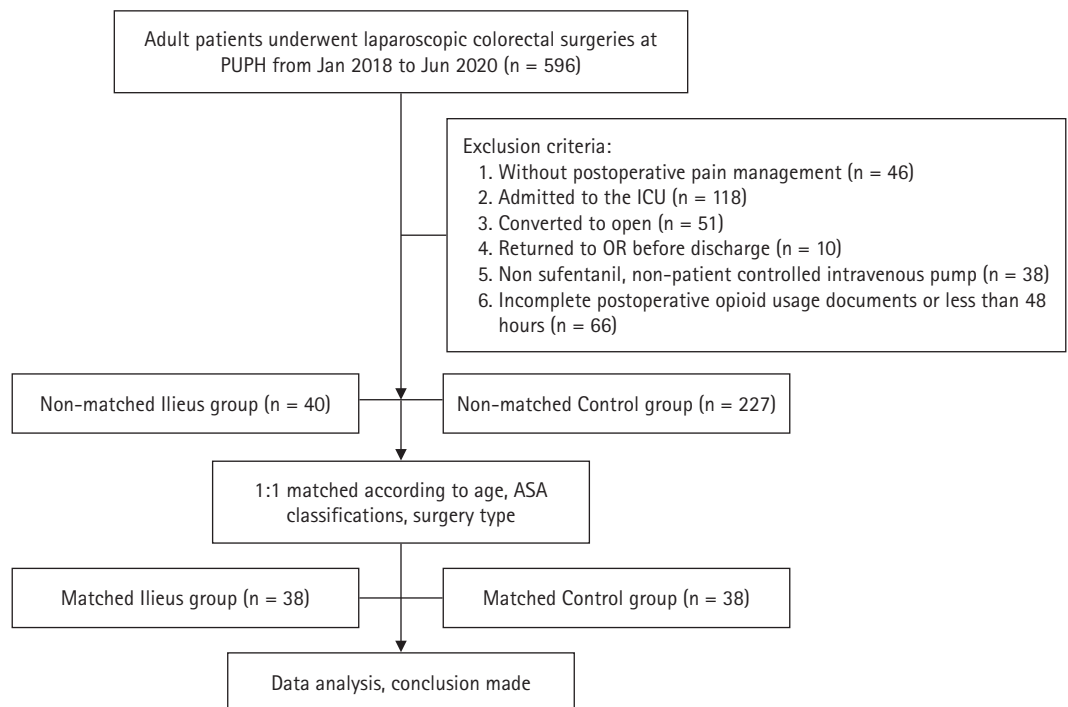 Adult patients underwent laparoscopic colorectal surgeries at
PUPH from Jan 2018 to Jun 2020 (n = 596)
Exclusion criteria:
1. Without postoperative pain management (n = 46)
2. Admitted to the ICU (n = 118)
3. Converted to open (n = 51)
4. Returned to OR before discharge (n = 10)
5. Non sufentanil, non-patient controlled intravenous pump (n = 38)
6. Incomplete postoperative opioid usage documents or less than 48
hours (n = 66)
Non-matched Ilieus group (n = 40)
Non-matched Control group (n = 227)
1:1 matched according to age, ASA
classifications, surgery type
Matched Ilieus group (n = 38)
Matched Control group (n = 38)
Data analysis, conclusion made